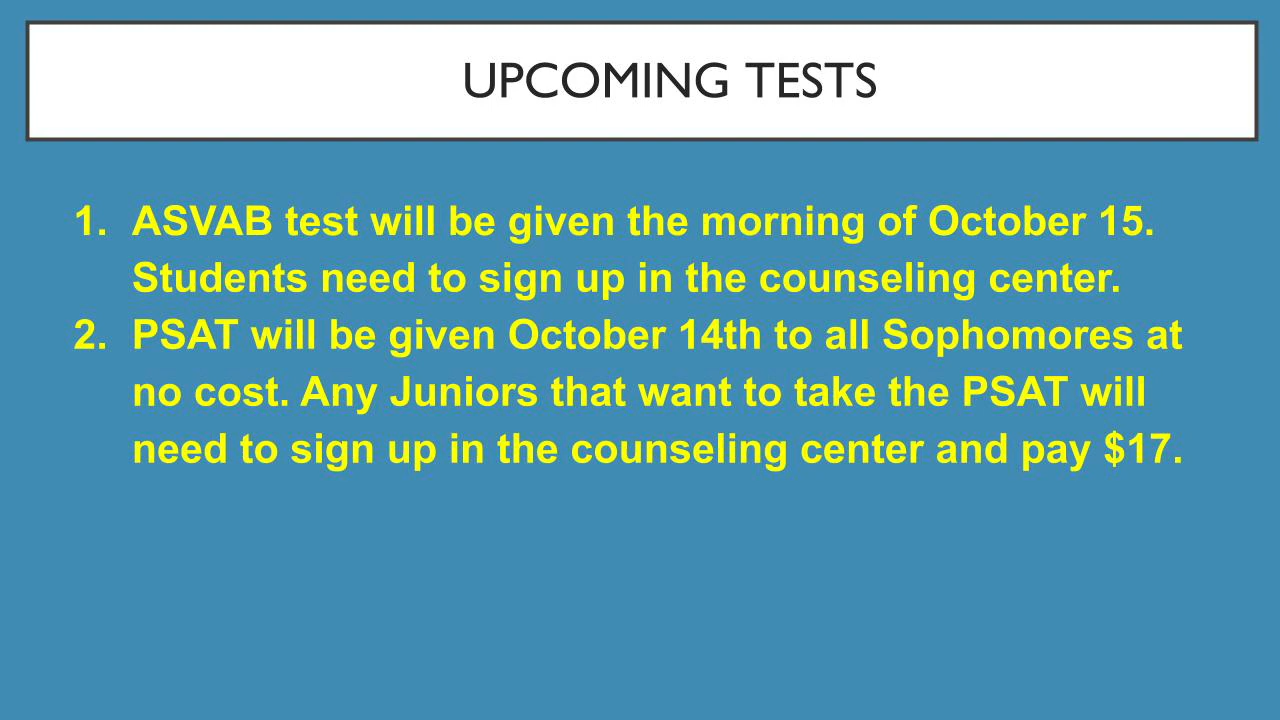 UPCOMING TESTS
1. ASVAB test will be given the morning of October 15.
Students need to sign up in the counseling center.
2. PSAT will be given October 14th to all Sophomores at
no cost. Any Juniors that want to take the PSAT will
need to sign up in the counseling center and pay $17.